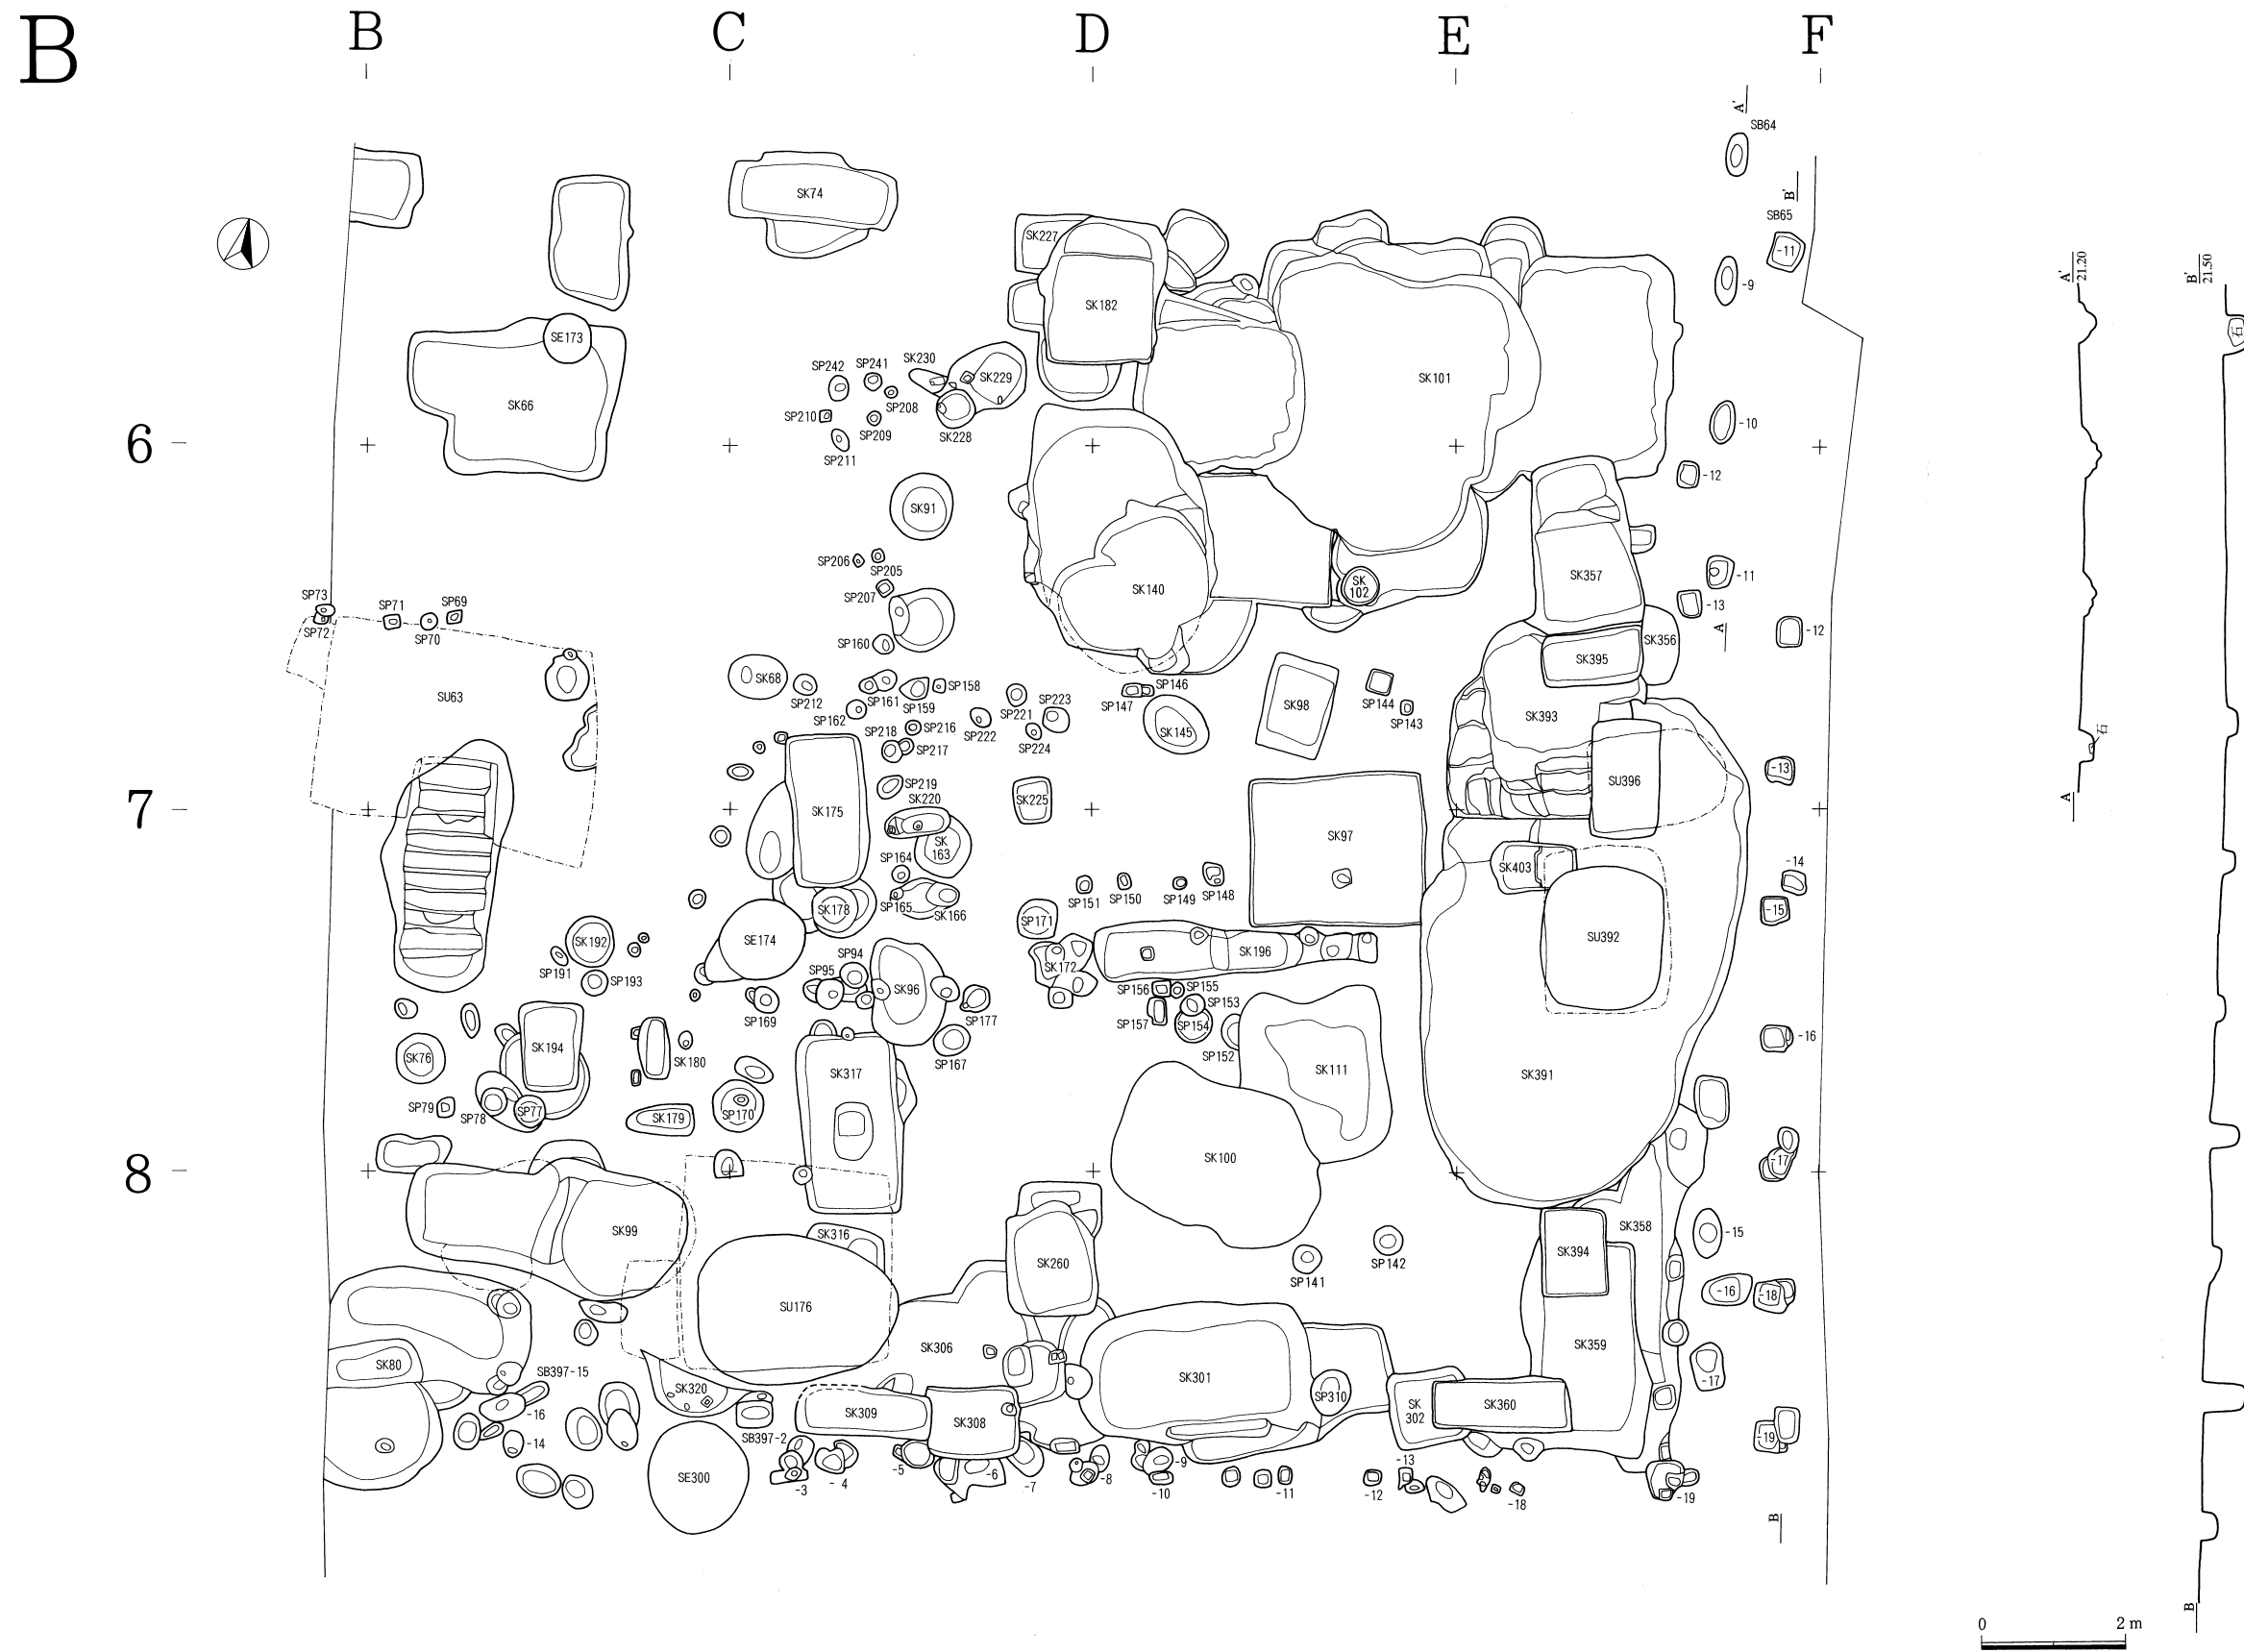 B
B
C
D
E
F
A'
SB64
B'
SB65
-11
SK74
SK227
SK182
-9
A'
21.20
B'
21.50
石
SE173
SK66
SP242
SP241
SK230
SK229
SP208
SP210
SP209
SK228
SP211
SK101
-10
6
-12
SK91
SP206
SP205
SP207
SP160
SK140
SK
102
SK357
-11
-13
A
-12
SP73
SP72
SP71
SP70
SP69
SU63
SK68
SP212
SP161
SP162
SP159
SP158
SP218
SP216
SP217
SP222
SP221
SP223
SP224
SP146
SP147
SK145
SK98
SP144
SP143
SK356
SK395
SK393
SU396
-13
石
A
7
SK175
SP219
SK220
SK
163
SK225
SK97
SP164
SP165
SK166
SK178
SE174
SP151
SP150
SP149
SP148
SP171
SK172
SK196
SK403
SU392
-14
-15
SK192
SP191
SP193
SP94
SP95
SK96
SP169
SP177
SP167
SP156
SP155
SP153
SP157
SP154
SP152
SK111
SK391
-16
SK76
SK194
SK180
SP79
SP78
SP77
SK179
SP170
SK317
SK100
-17
8
SK99
SK316
SU176
SK260
SP141
SP142
SK394
SK358
-15
-16
-18
SK80
SB397-15
-16
-14
SK320
SB397-2
SK306
SK309
SK308
SK301
SP310
SK
302
SK360
SK359
-17
-19
SE300
-3
- 4
-5
-6
-7
-8
-9
-10
-11
-12
-13
-18
-19
B
B
0
2 m